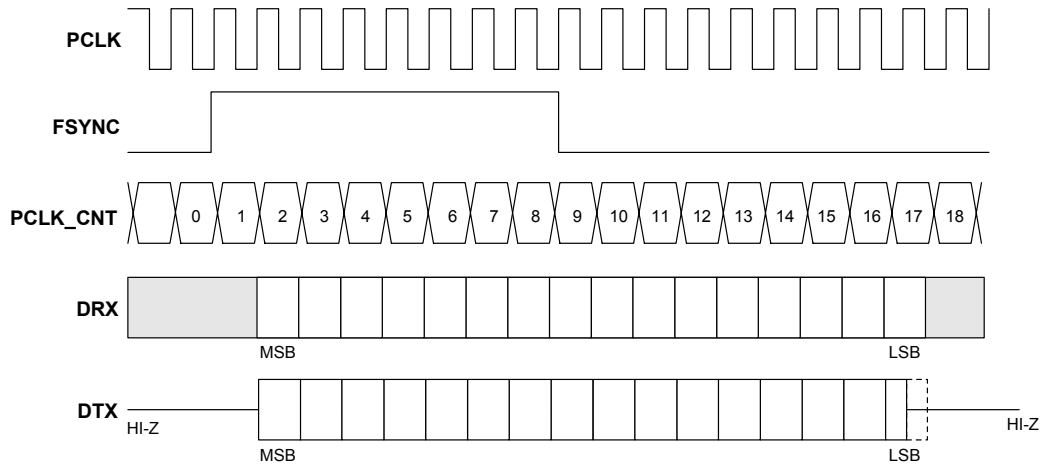 PCLK
FSYNC
PCLK_CNT 0 1 2 3 4 5 6 7 8 9 10 11 12 13 14 15 16 17 18
DRX
MSB LSB
DTX
HI-Z HI-Z
MSB LSB